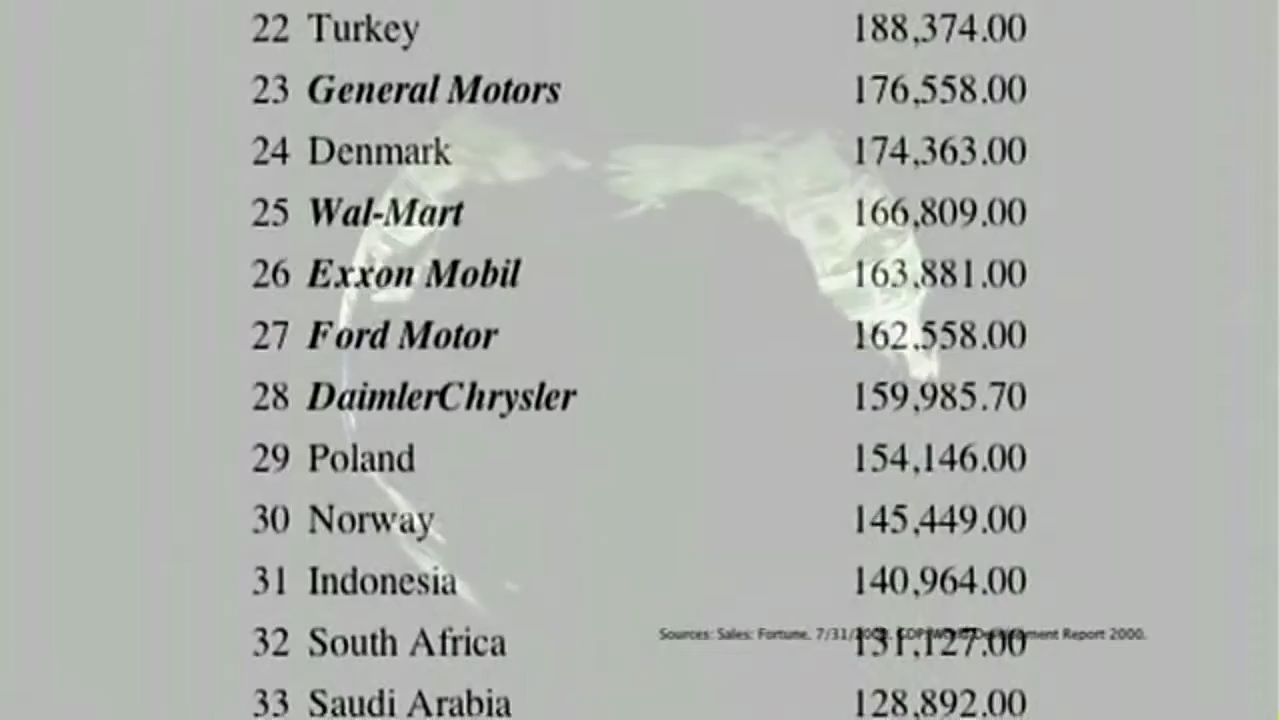 22 Turkey 188,374.00
23 General Motors 176,558.00
24 Denmark 174,363.00
25 Wal-Mart 166,809.00
26 Exxon Mobil 163,881.00
27 Ford Motor 162,558.00
28 DaimlerChrysler 159,985.70
29 Poland 154,146.00
30 Norway 145,449.00
31 Indonesia 140,964.00
Sources: Sales: Fortune, Report 2000.
32 South Africa 131,127.00
33 Saudi Arabia 128,892.00